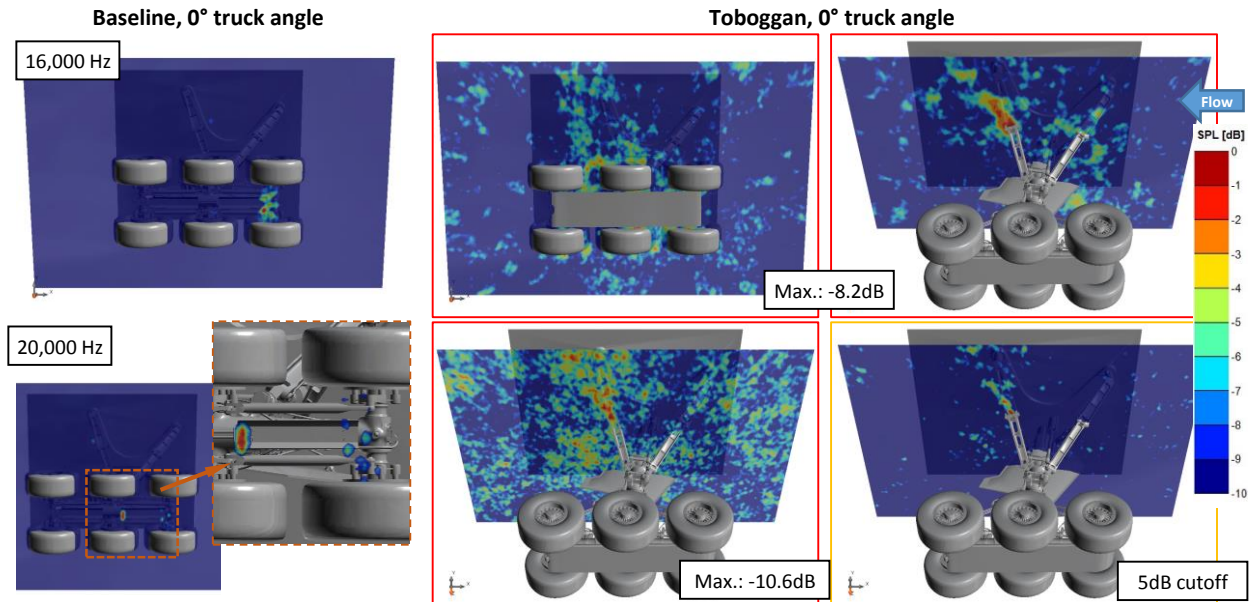 Baseline, 0° truck angle
Toboggan, 0° truck angle
16,000 Hz
Flow
SPL [dB]
0
-1
-2
-3
-4
-5
-6
-7
-8
-9
-10
Max.: -8.2dB
20,000 Hz
Max.: -10.6dB
5dB cutoff